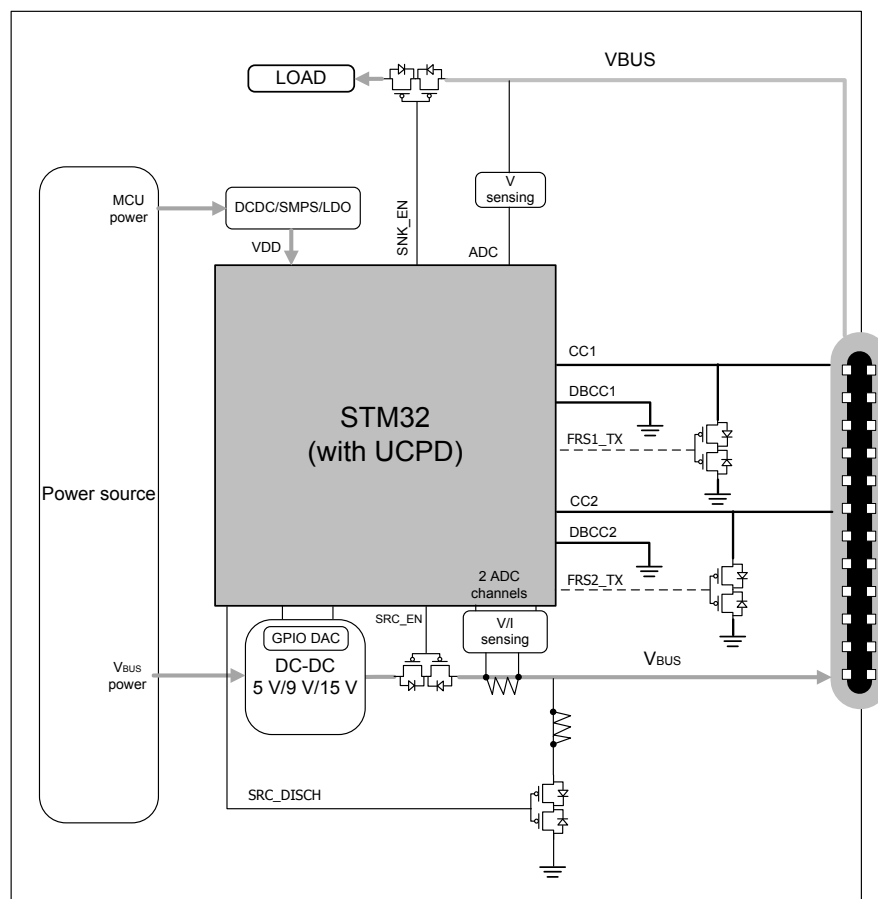 VBUS
LOAD
V
sensing
MCU
power
DCDC/SMPS/LDO
SNK_EN
VDD
ADC
CC1
DBCC1
STM32
(with UCPD)
FRS1_TX
Power source
CC2
DBCC2
2 ADC
channels
FRS2_TX
SRC_EN
V/I
sensing
GPIO DAC
DC-DC
5 V/9 V/15 V
VBUS
power
VBUS
SRC_DISCH